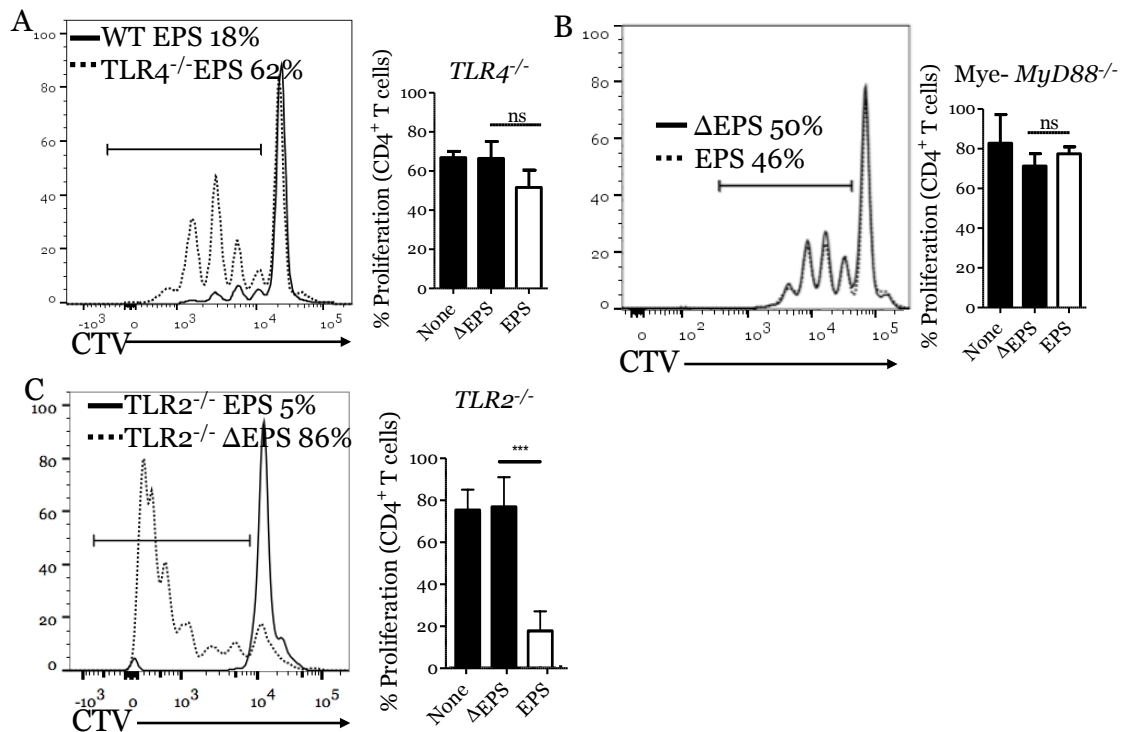 A
WT EPS 18%
TLR4-/-EPS 62%
100
80
60
40
20
0
-10³ 0 10³ 10⁴ 10⁵
CTV
TLR4-/-
% Proliferation (CD4+ T cells)
100
80
60
40
20
0
ns
None ΔEPS EPS
B
ΔEPS 50%
EPS 46%
100
80
60
40
20
0
0 10² 10³ 10⁴ 10⁵
CTV
Mye- MyD88-/-
% Proliferation (CD4+ T cells)
100
80
60
40
20
0
ns
None ΔEPS EPS
C
TLR2-/- EPS 5%
TLR2-/- ΔEPS 86%
100
80
60
40
20
0
-10³ 0 10³ 10⁴ 10⁵
CTV
TLR2-/-
% Proliferation (CD4+ T cells)
100
80
60
40
20
0
***
None ΔEPS EPS